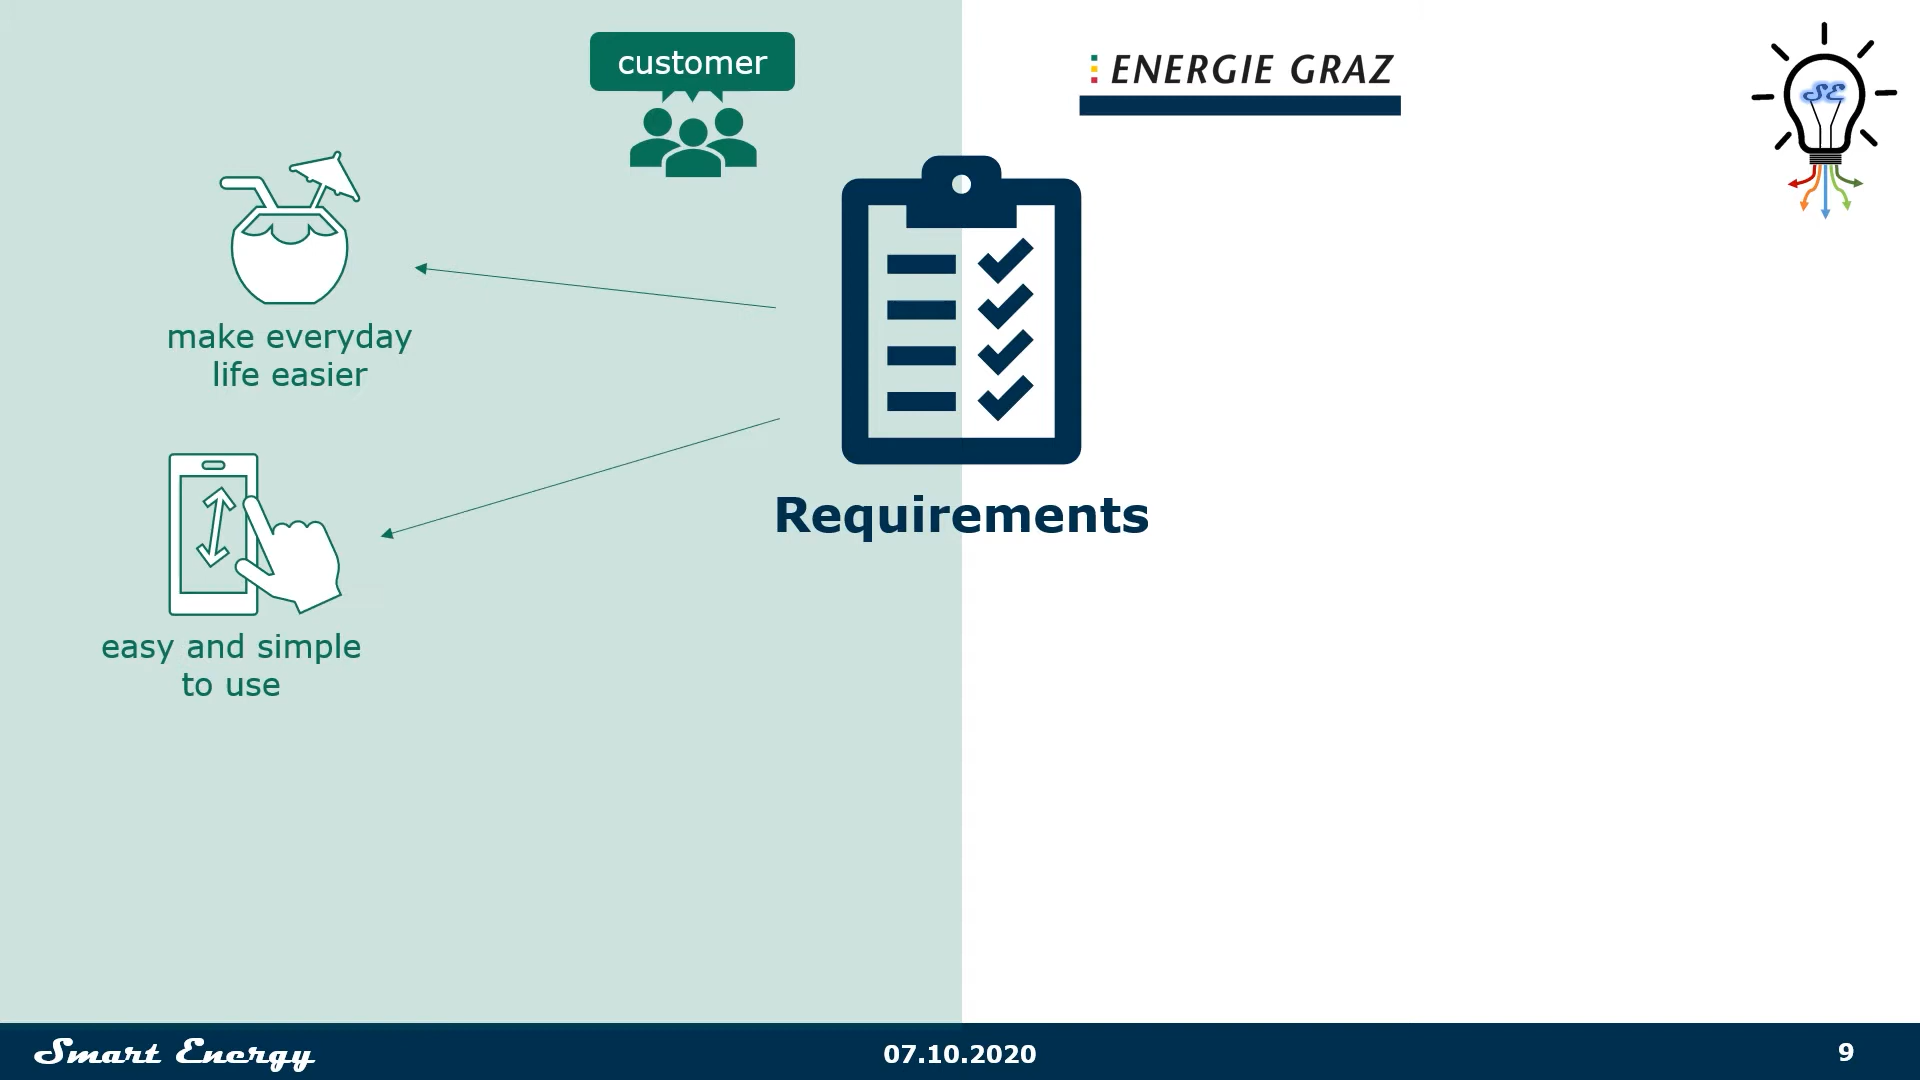 customer
ENERGIE GRAZ
SE
make everyday
life easier
Requirements
easy and simple
to use
Smart Energy
07.10.2020
9